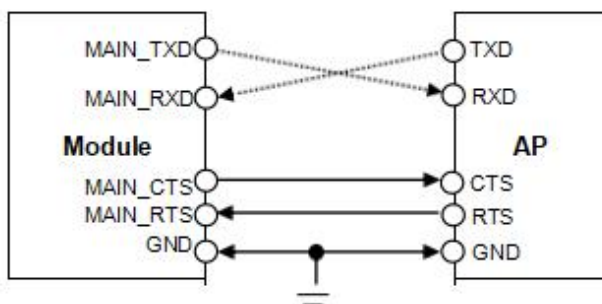 MAIN_TXD TXD
MAIN_RXD RXD
Module AP
MAIN_CTS CTS
MAIN_RTS RTS
GND GND